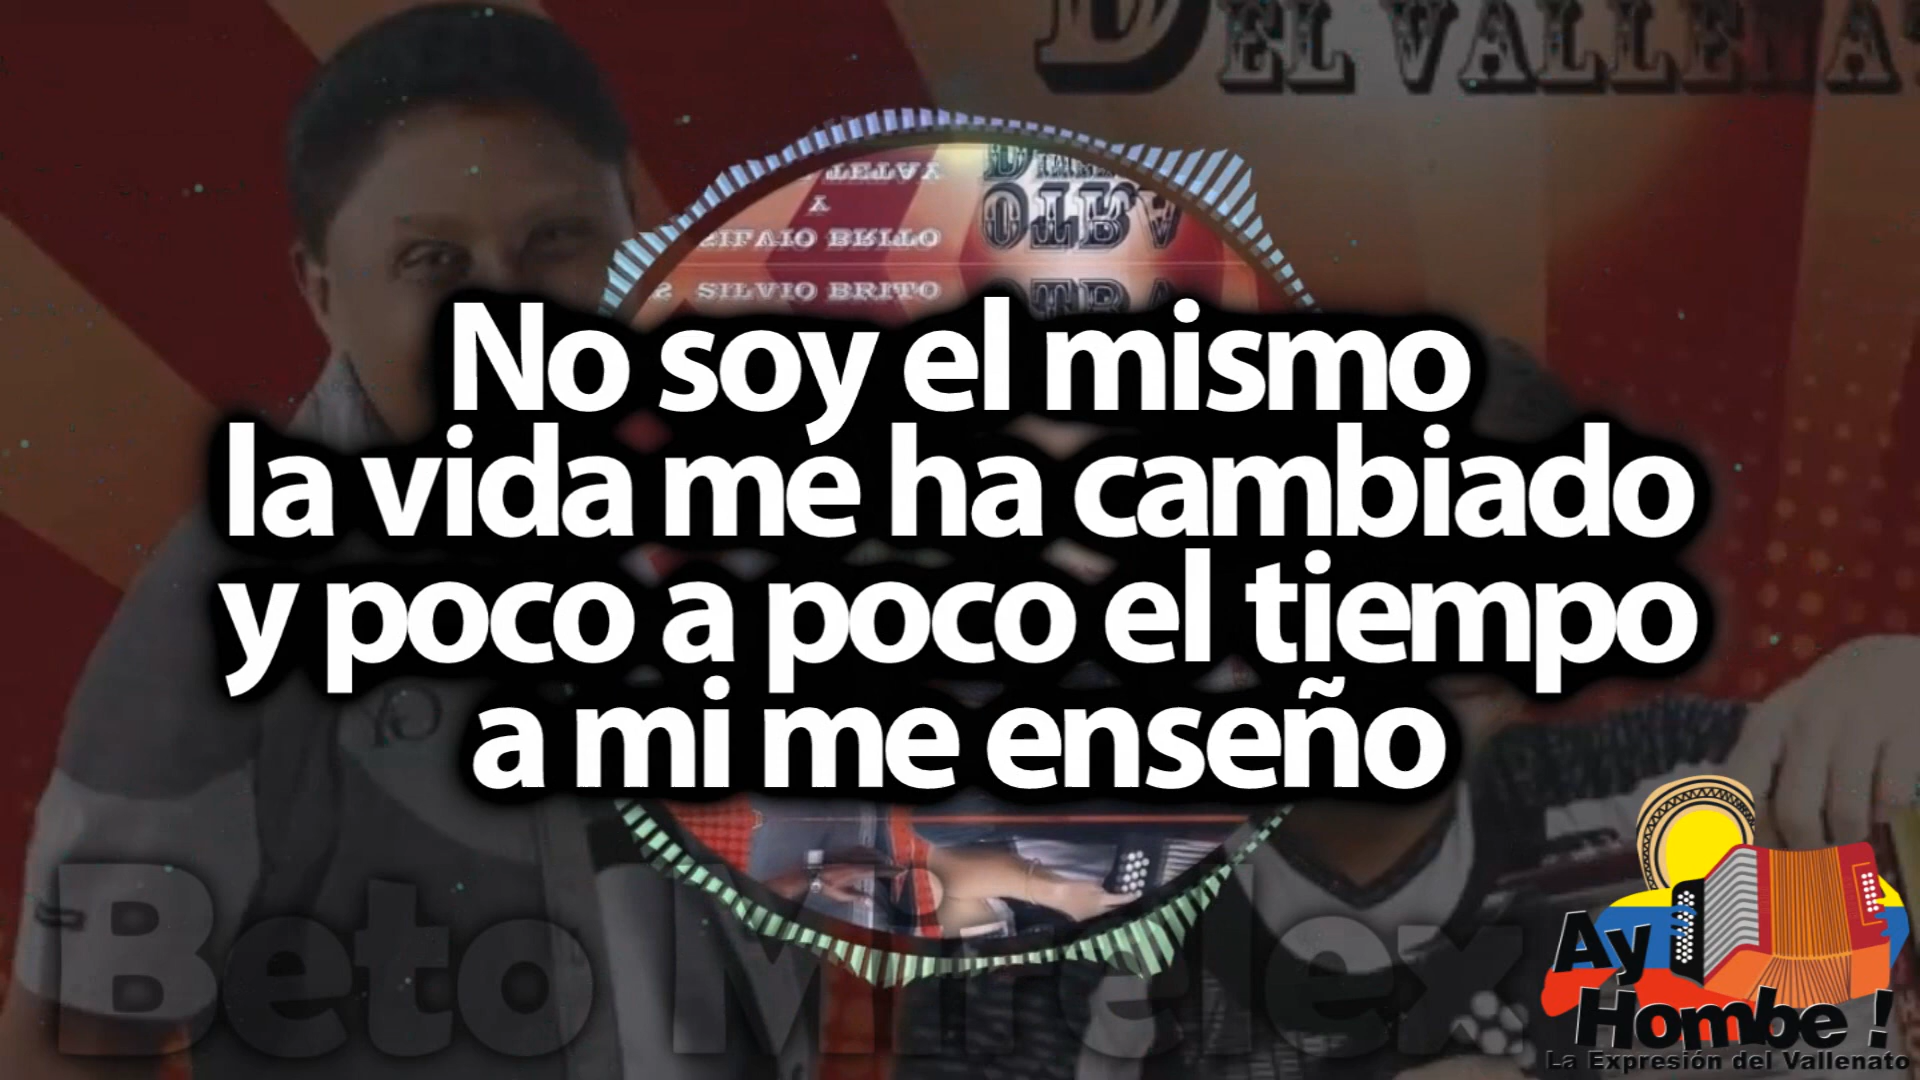 DEL VALLENA
SILVIO BRITO
No soy el mismo
la vida me ha cambiado
y poco a poco el tiempo
a mi me enseño
Beto Mirelex
Ay
Hombe !
La Expresión del Vallenato